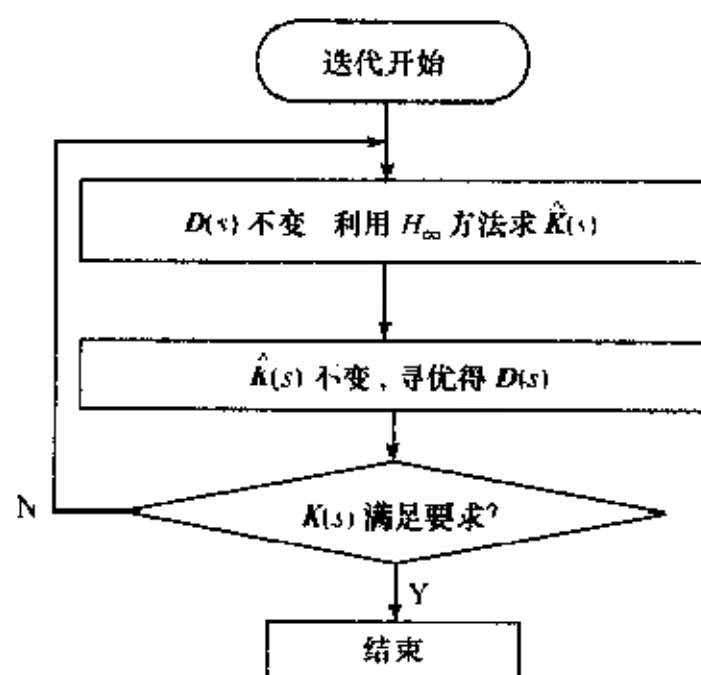 迭代开始
D(s) 不变 利用 H∞ 方法求 K̂(s)
K̂(s) 不变，寻优得 D(s)
N
K(s) 满足要求?
Y
结束